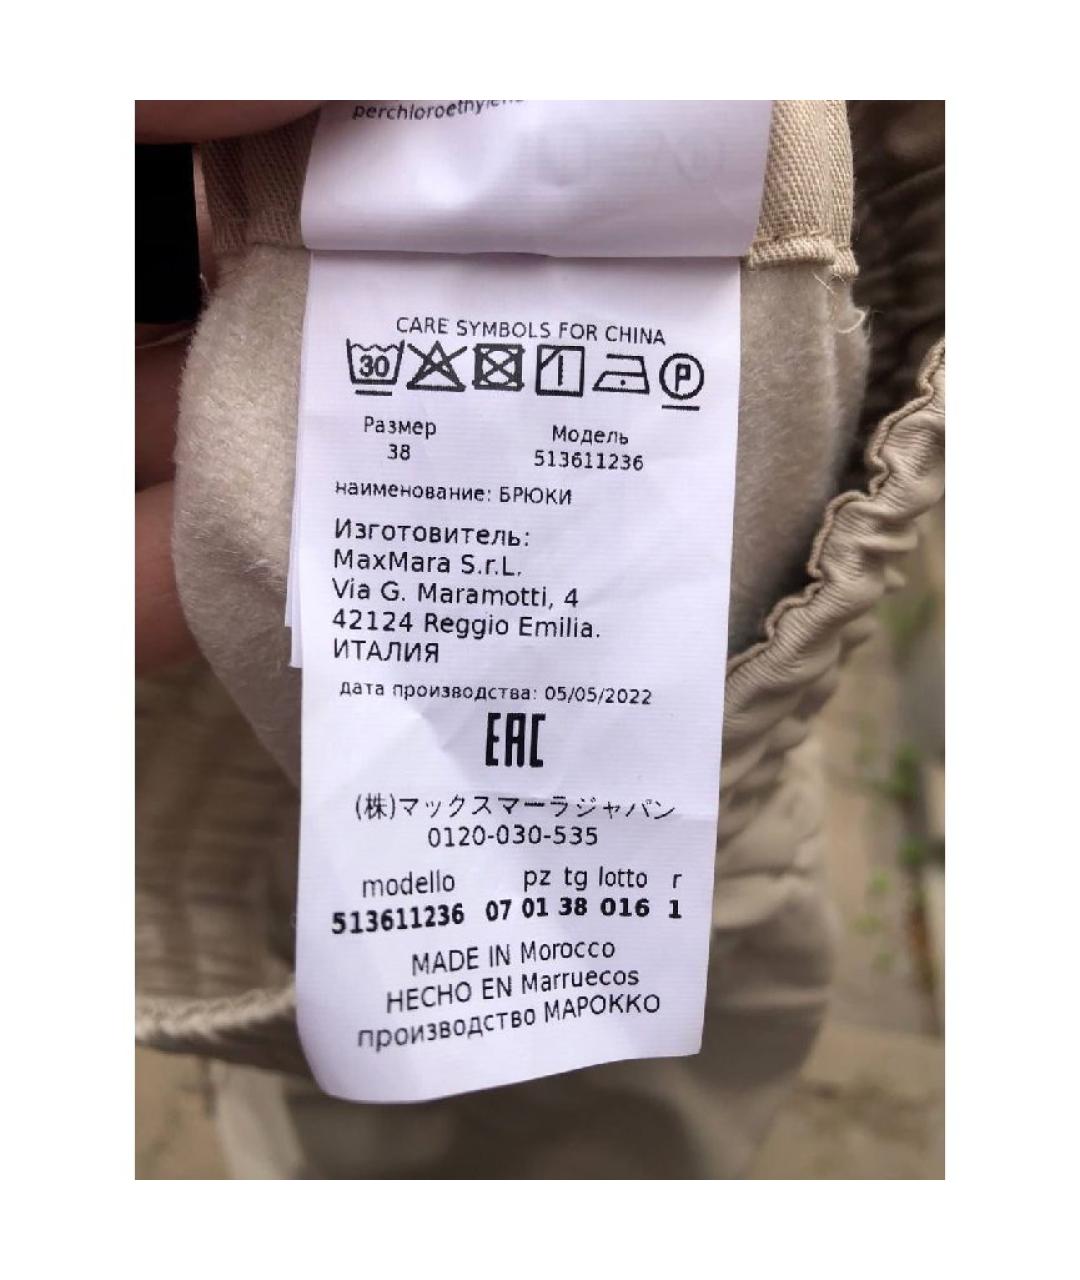 perchloroethylene
CARE SYMBOLS FOR CHINA
30 P
Размер Модель
38 513611236
наименование: БРЮКИ
Изготовитель:
MaxMara S.r.L.
Via G. Maramotti, 4
42124 Reggio Emilia.
ИТАЛИЯ
дата производства: 05/05/2022
EAC
(株)マックスマーラジャパン
0120-030-535
modello pz tg lotto r
513611236 07 01 38 016 1
MADE IN Morocco
HECHO EN Marruecos
производство МАРОККО